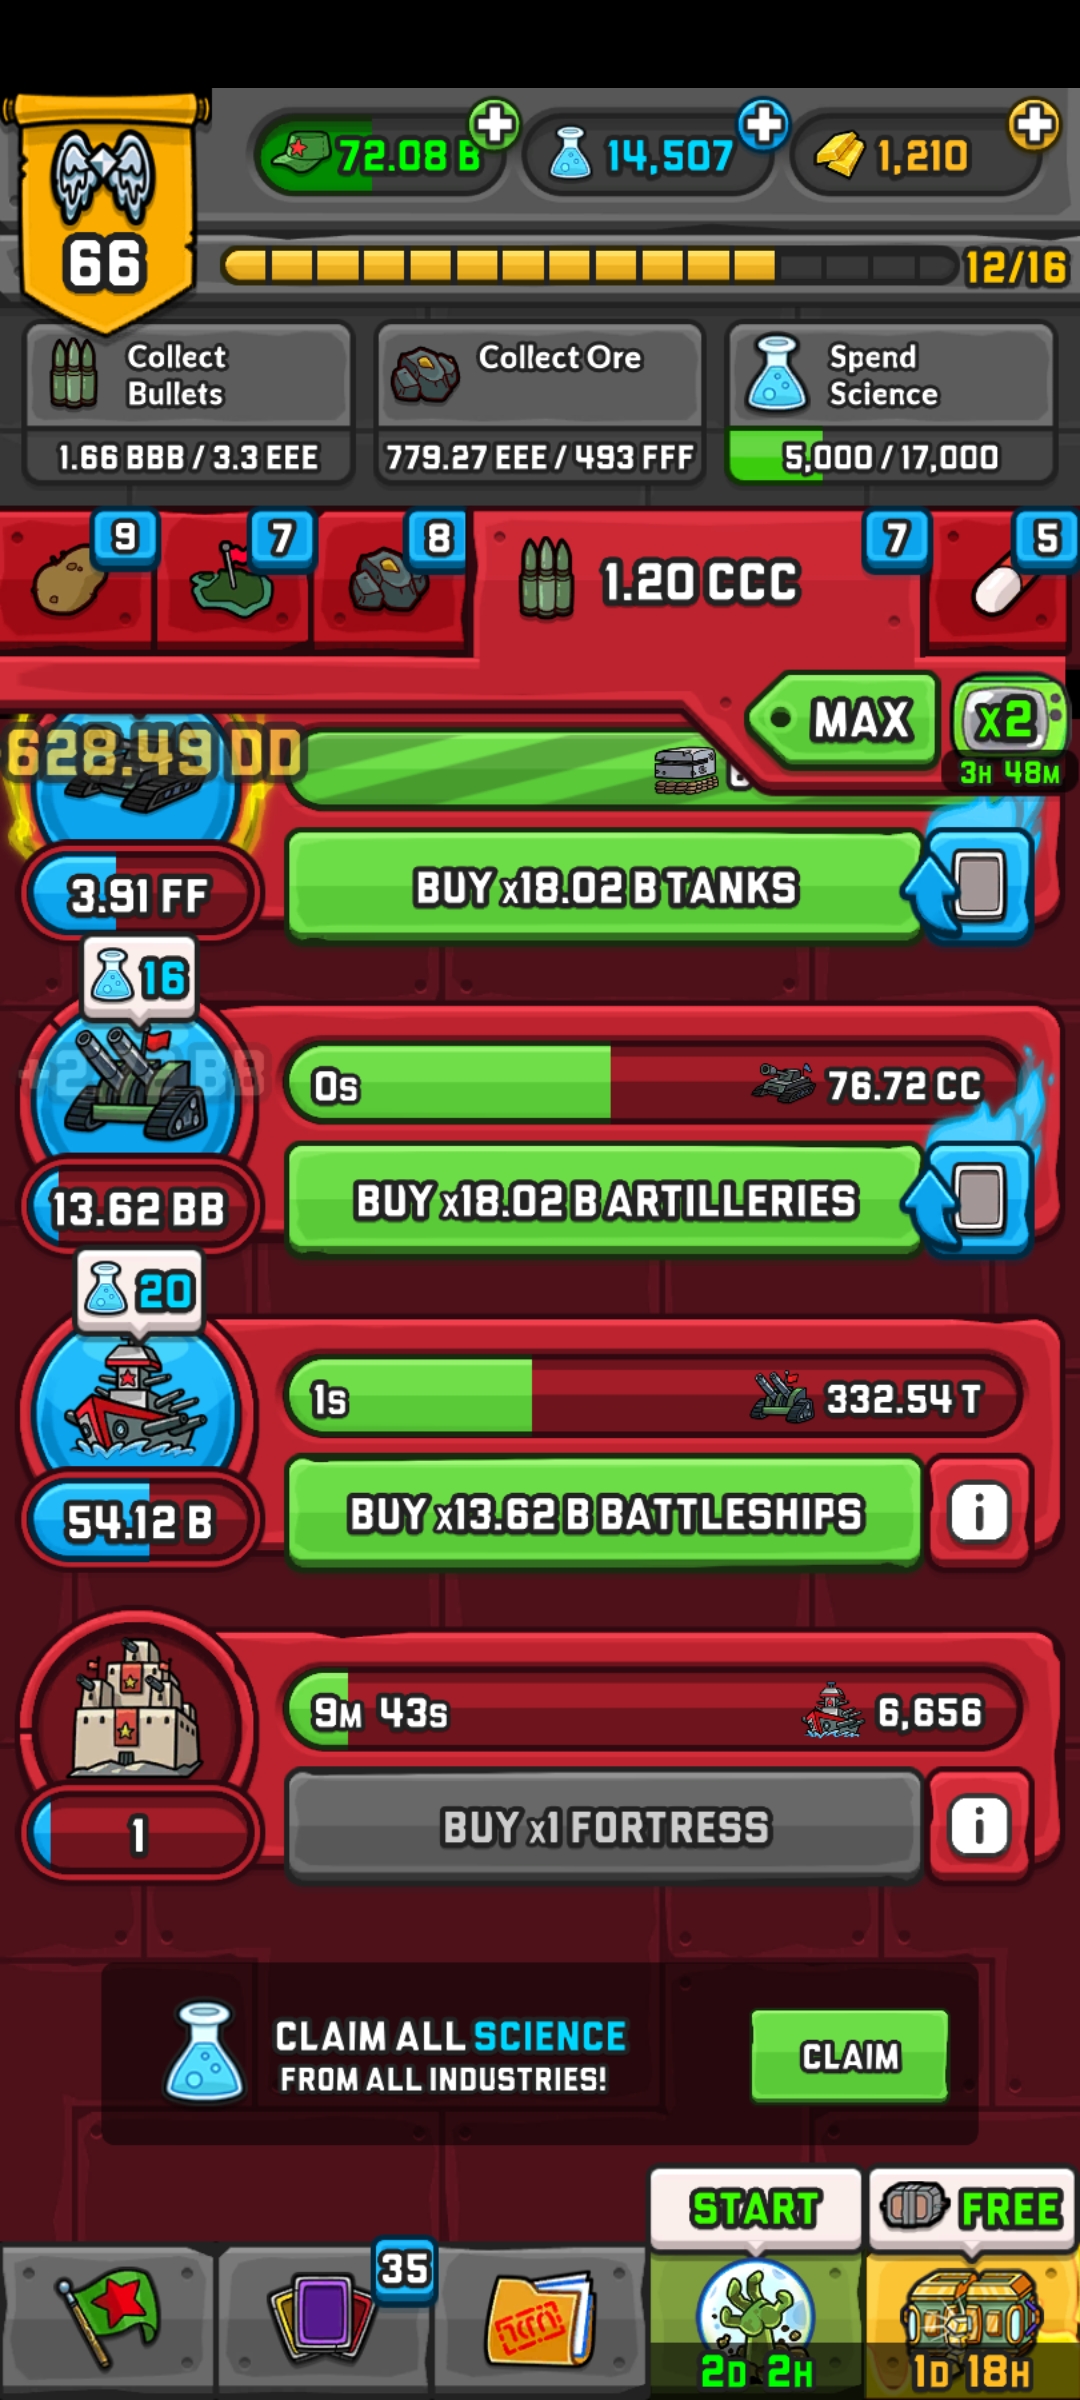 72.08 B
14,507
1,210
66
12/16
Collect
Bullets
1.66 BBB / 3.3 EEE
Collect Ore
779.27 EEE / 493 FFF
Spend
Science
5,000 / 17,000
9
7
8
1.20 CCC
7
5
MAX
x2
3H 48M
628.49 DD
3.91 FF
BUY x18.02 B TANKS
16
0s
76.72 CC
13.62 BB
BUY x18.02 B ARTILLERIES
20
1s
332.54 T
54.12 B
BUY x13.62 B BATTLESHIPS
i
9M 43s
6,656
1
BUY x1 FORTRESS
i
CLAIM ALL SCIENCE
FROM ALL INDUSTRIES!
CLAIM
START
FREE
35
2D 2H
1D 18H